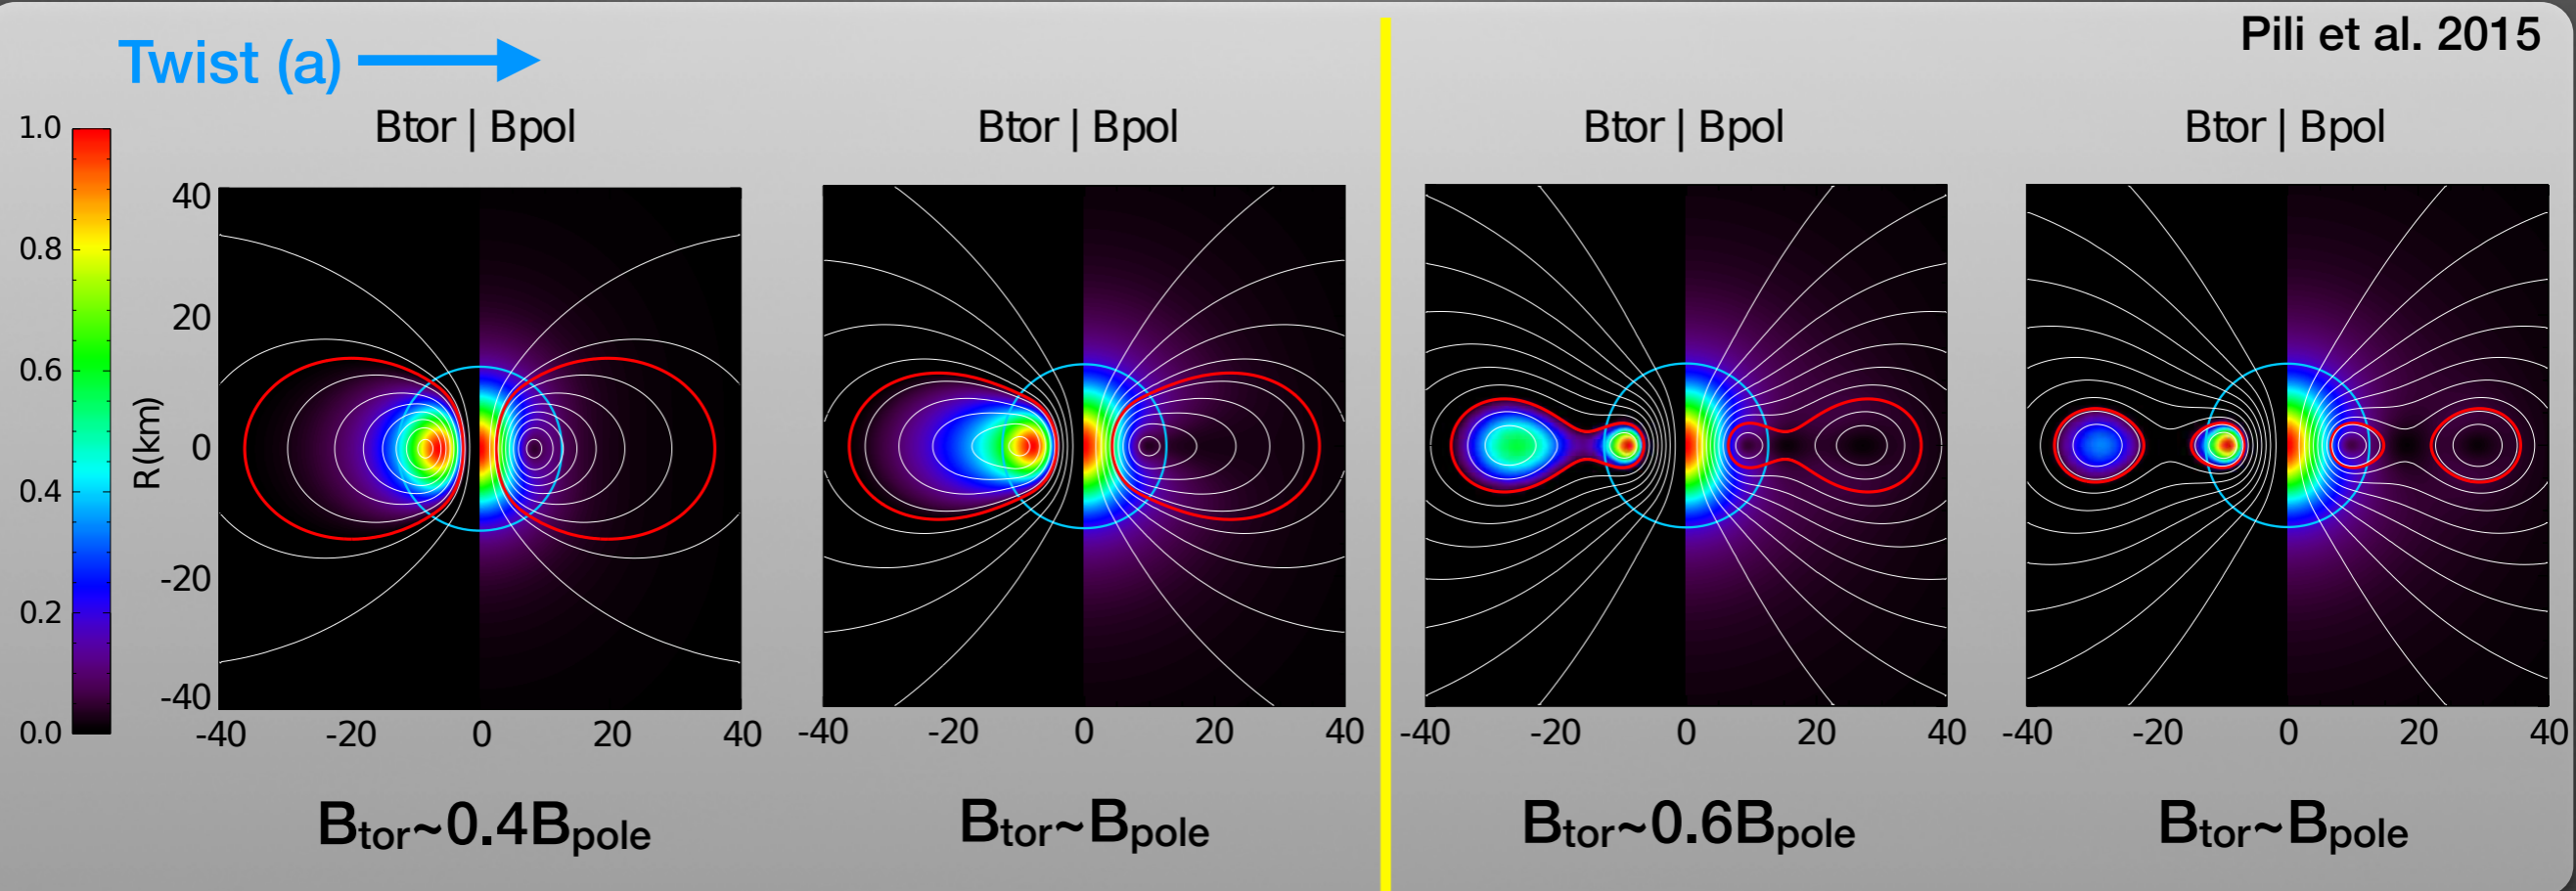 Pili et al. 2015
Twist (a)
Btor | Bpol
Btor | Bpol
Btor | Bpol
Btor | Bpol
1.0
0.8
0.6
0.4
0.2
0.0
R(km)
40
20
0
-20
-40
-40 -20 0 20 40
-40 -20 0 20 40
-40 -20 0 20 40
-40 -20 0 20 40
Btor~0.4Bpole
Btor~Bpole
Btor~0.6Bpole
Btor~Bpole